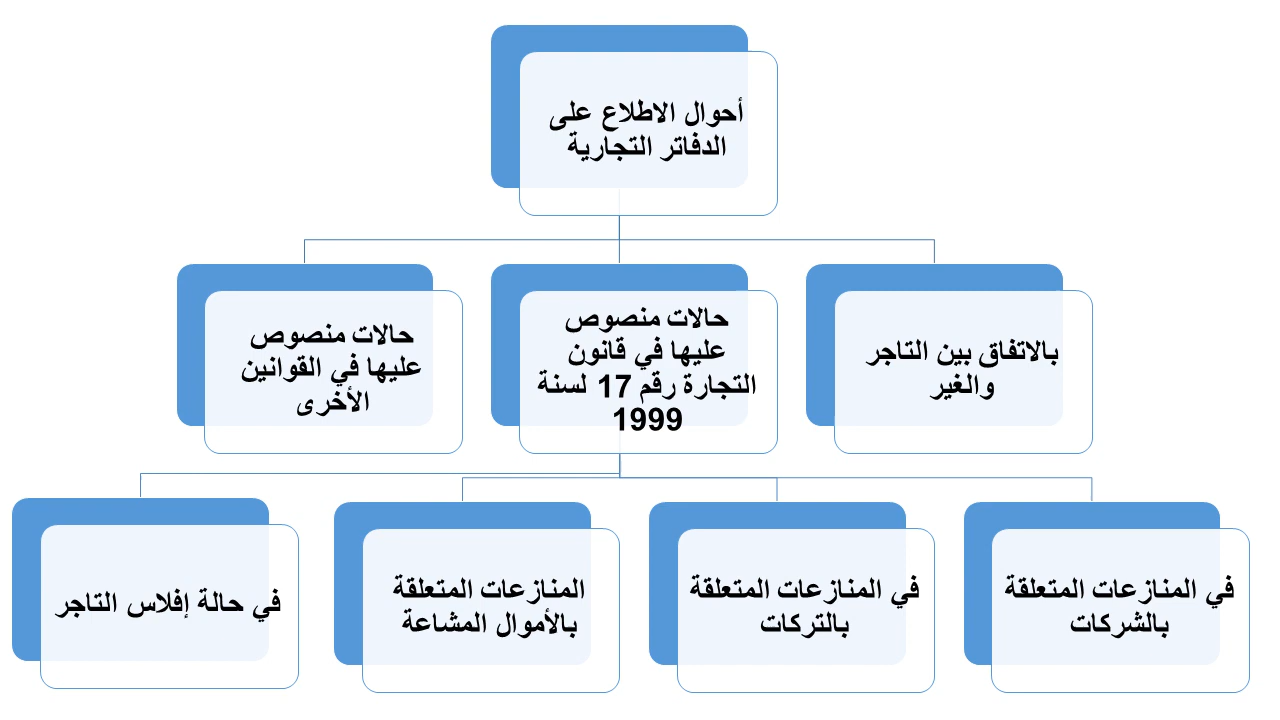 أحوال الاطلاع على
الدفاتر التجارية
بالاتفاق بين التاجر
والغير
حالات منصوص
عليها في قانون
التجارة رقم 17 لسنة
1999
حالات منصوص
عليها في القوانين
الأخرى
في المنازعات المتعلقة
بالشركات
في المنازعات المتعلقة
بالتركات
المنازعات المتعلقة
بالأموال المشاعة
في حالة إفلاس التاجر